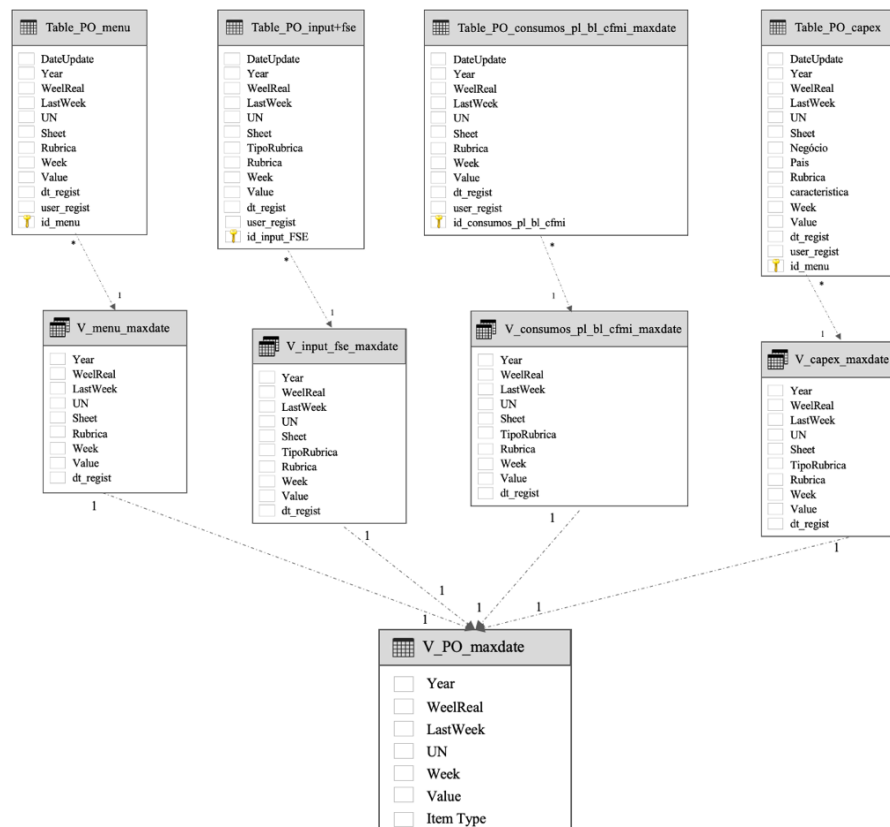 Table_PO_menu
DateUpdate
Year
WeelReal
LastWeek
UN
Sheet
Rubrica
Week
Value
dt_regist
user_regist
id_menu
Table_PO_input+fse
DateUpdate
Year
WeelReal
LastWeek
UN
Sheet
TipoRubrica
Rubrica
Week
Value
dt_regist
user_regist
id_input_FSE
Table_PO_consumos_pl_bl_cfmi_maxdate
DateUpdate
Year
WeelReal
LastWeek
UN
Sheet
Rubrica
Week
Value
dt_regist
user_regist
id_consumos_pl_bl_cfmi
Table_PO_capex
DateUpdate
Year
WeelReal
LastWeek
UN
Sheet
Negócio
Pais
Rubrica
caracteristica
Week
Value
dt_regist
user_regist
id_menu
*
1
*
1
*
1
*
1
V_menu_maxdate
Year
WeelReal
LastWeek
UN
Sheet
Rubrica
Week
Value
dt_regist
V_input_fse_maxdate
Year
WeelReal
LastWeek
UN
Sheet
TipoRubrica
Rubrica
Week
Value
dt_regist
V_consumos_pl_bl_cfmi_maxdate
Year
WeelReal
LastWeek
UN
Sheet
TipoRubrica
Rubrica
Week
Value
dt_regist
V_capex_maxdate
Year
WeelReal
LastWeek
UN
Sheet
TipoRubrica
Rubrica
Week
Value
dt_regist
1
1
1
1
1
1
1
1
V_PO_maxdate
Year
WeelReal
LastWeek
UN
Week
Value
Item Type